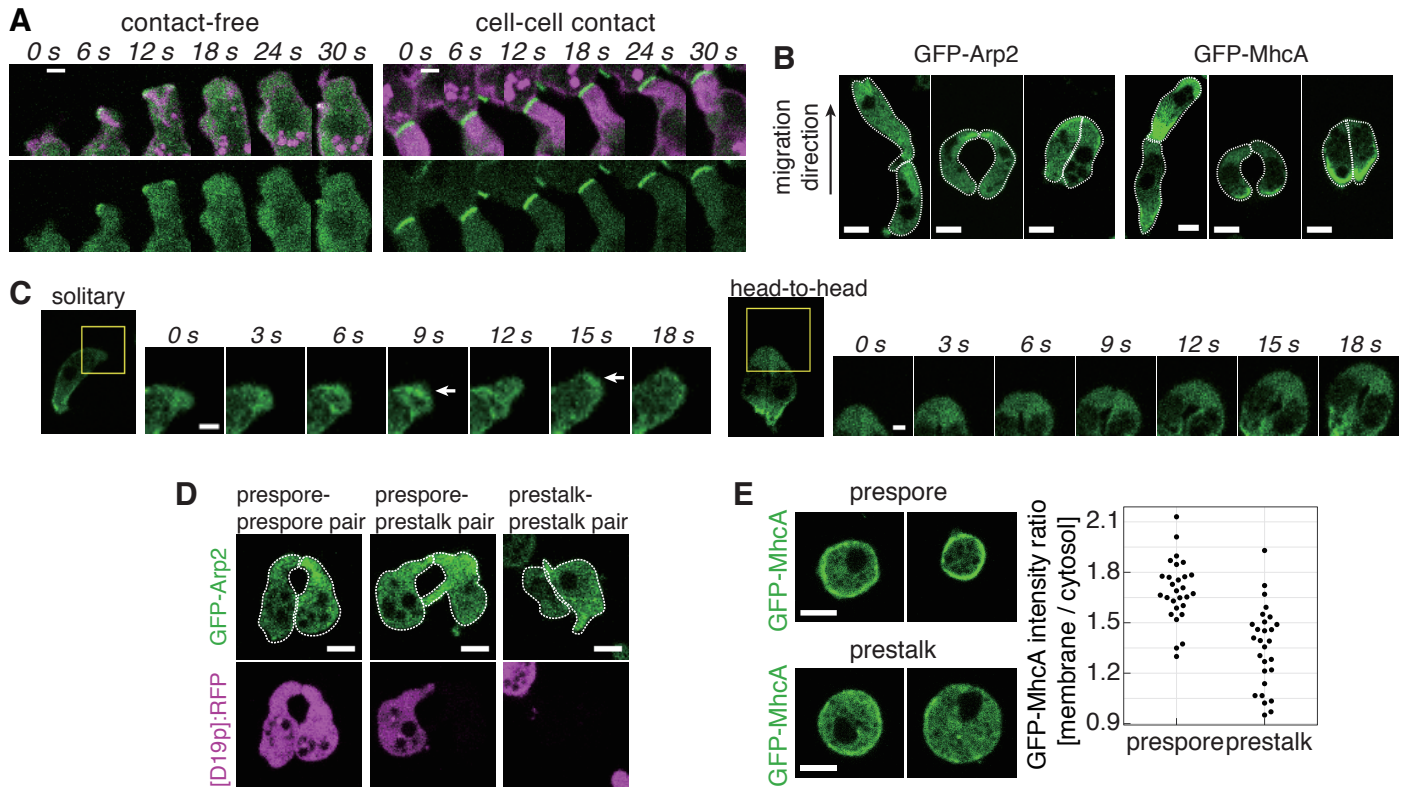 A
contact-free
0 s 6 s 12 s 18 s 24 s 30 s
cell-cell contact
0 s 6 s 12 s 18 s 24 s 30 s
B
GFP-Arp2
GFP-MhcA
migration
direction
C
solitary
0 s 3 s 6 s 9 s 12 s 15 s 18 s
head-to-head
0 s 3 s 6 s 9 s 12 s 15 s 18 s
D
prespore-
prespore pair
prespore-
prestalk pair
prestalk-
prestalk pair
GFP-Arp2
[D19p]:RFP
E
prespore
GFP-MhcA
prestalk
GFP-MhcA
GFP-MhcA intensity ratio
[membrane / cytosol]
2.1
1.8
1.5
1.2
0.9
prespore prestalk